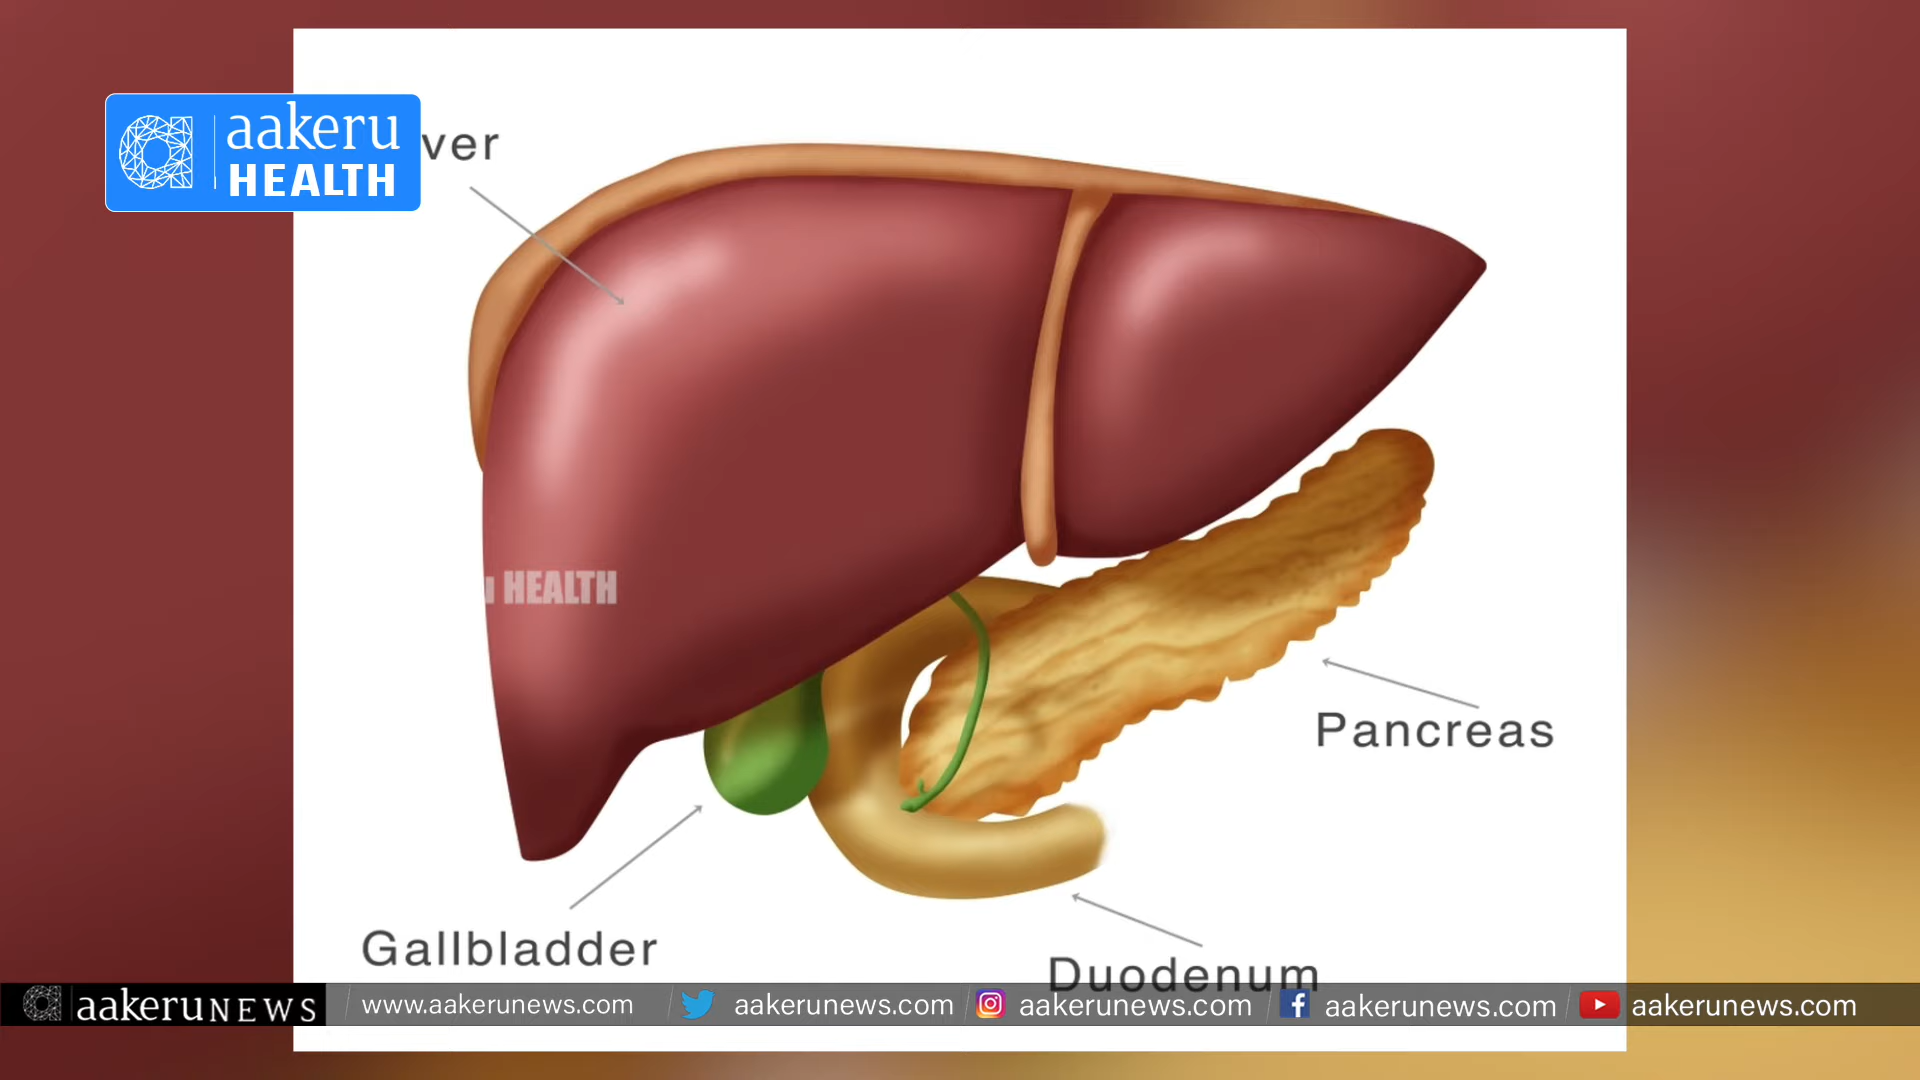 aakeru
HEALTH
ver
HEALTH
Pancreas
Gallbladder
Duodenum
aakeruNEWS
www.aakerunews.com
aakerunews.com
aakerunews.com
aakerunews.com
aakerunews.com